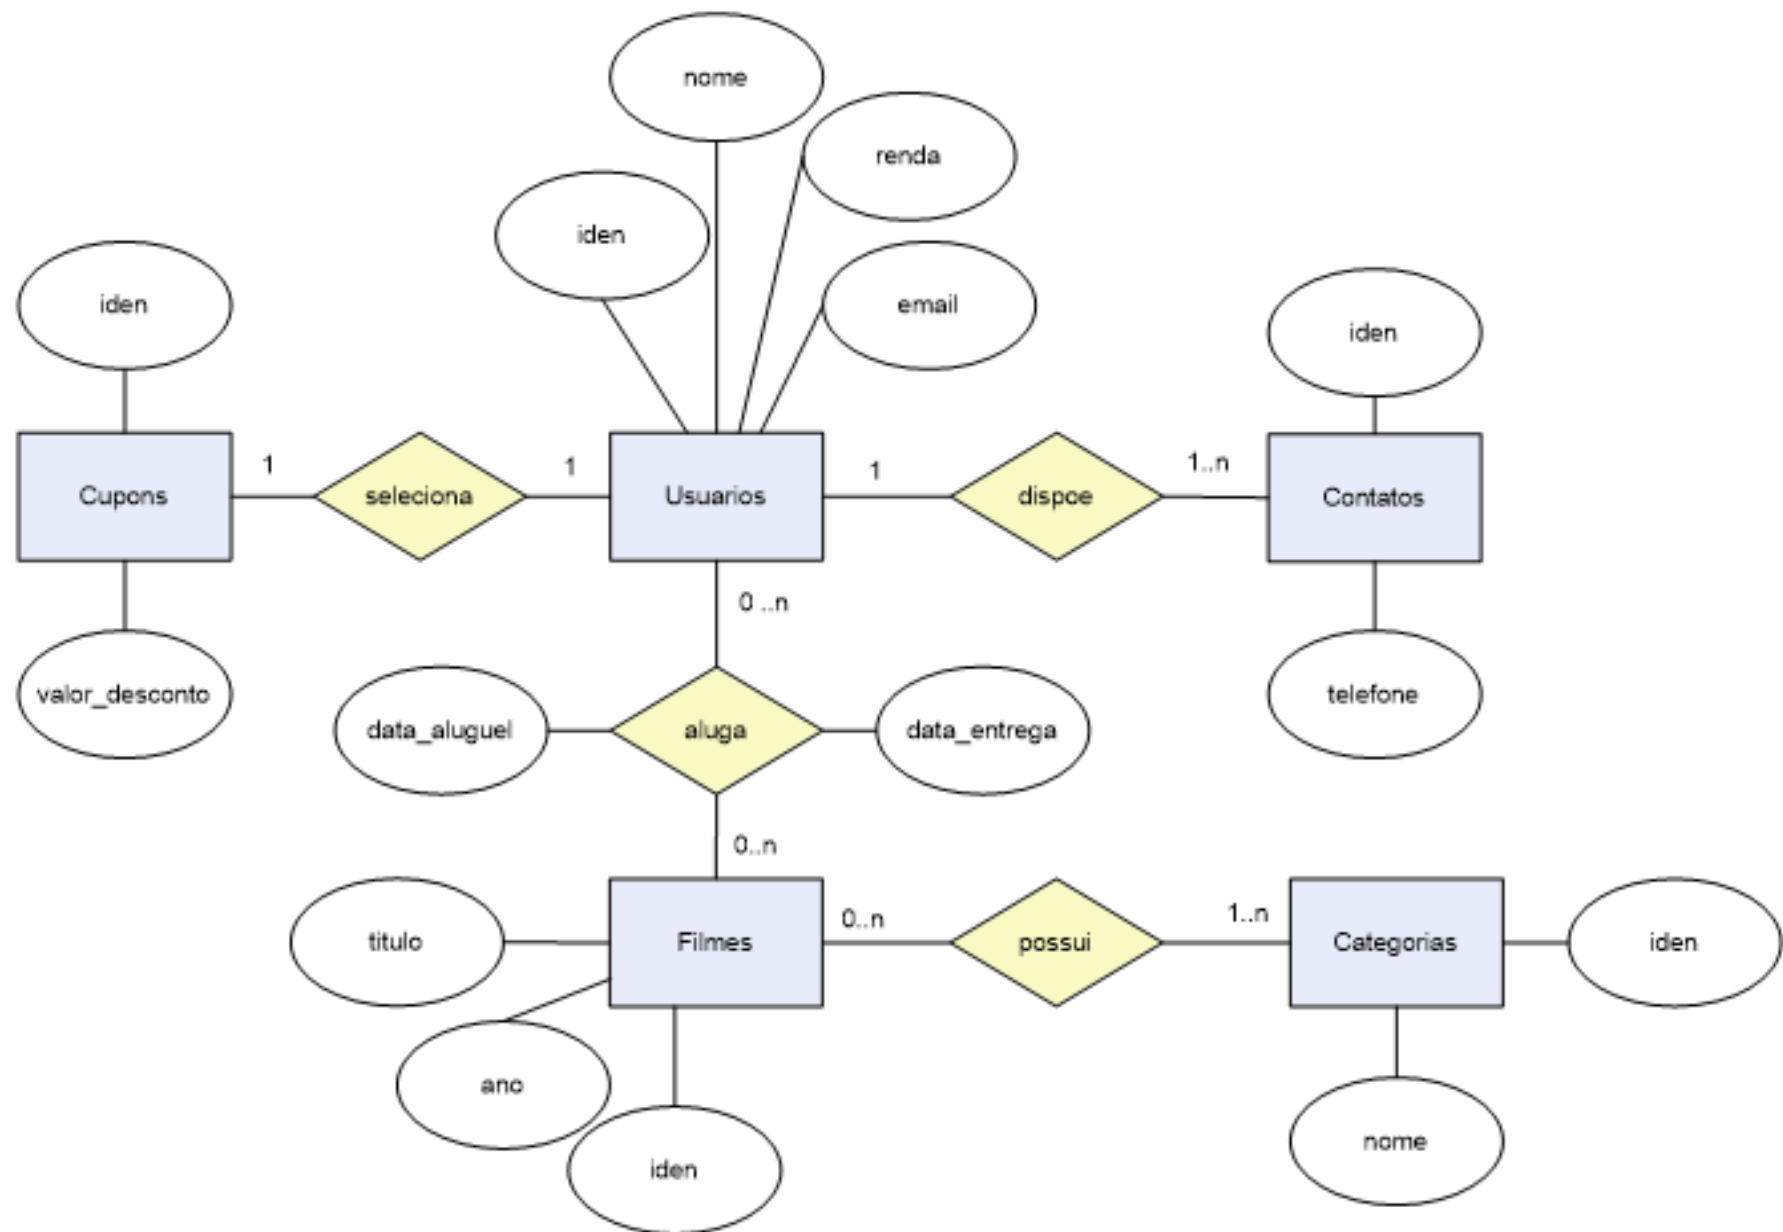 nome
renda
iden
iden
email
iden
1
1
1
1..n
Cupons
seleciona
Usuarios
dispoe
Contatos
0 ..n
valor_desconto
telefone
data_aluguel
aluga
data_entrega
0..n
0..n
1..n
titulo
Filmes
possui
Categorias
iden
ano
nome
iden